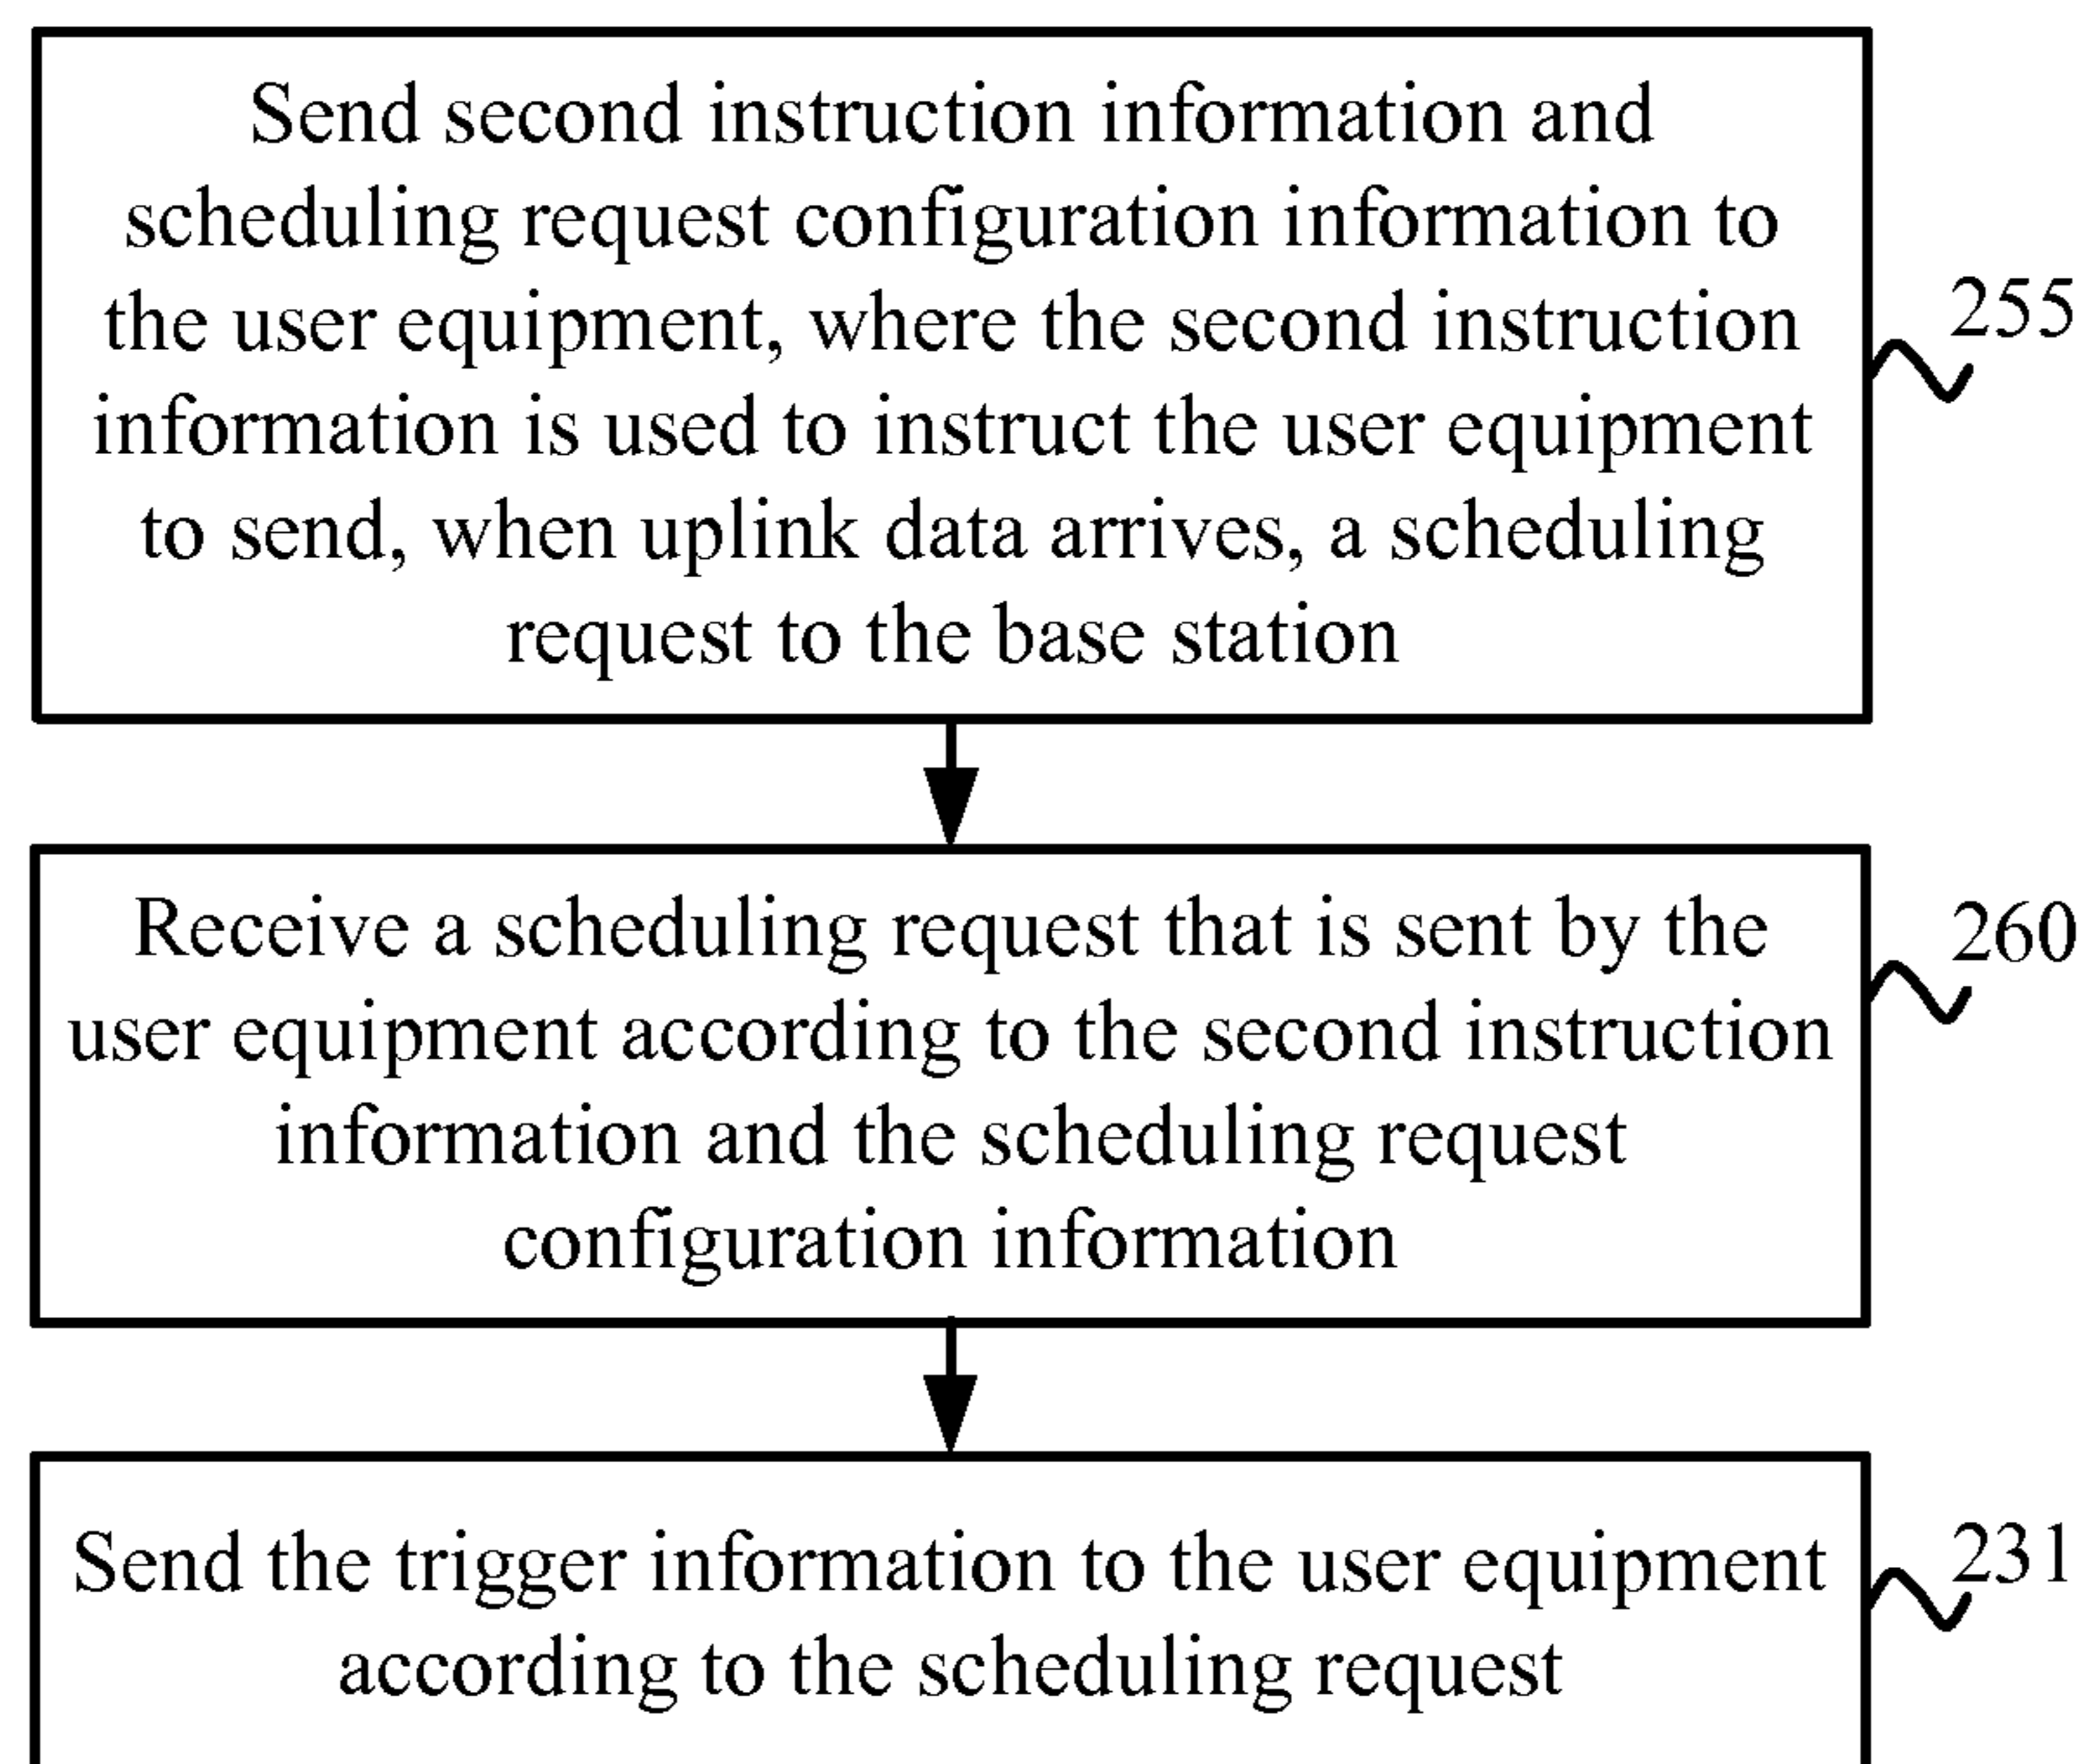 Send second instruction information and
scheduling request configuration information to
the user equipment, where the second instruction
information is used to instruct the user equipment
to send, when uplink data arrives, a scheduling
request to the base station
255
Receive a scheduling request that is sent by the
user equipment according to the second instruction
information and the scheduling request
configuration information
260
Send the trigger information to the user equipment
according to the scheduling request
231